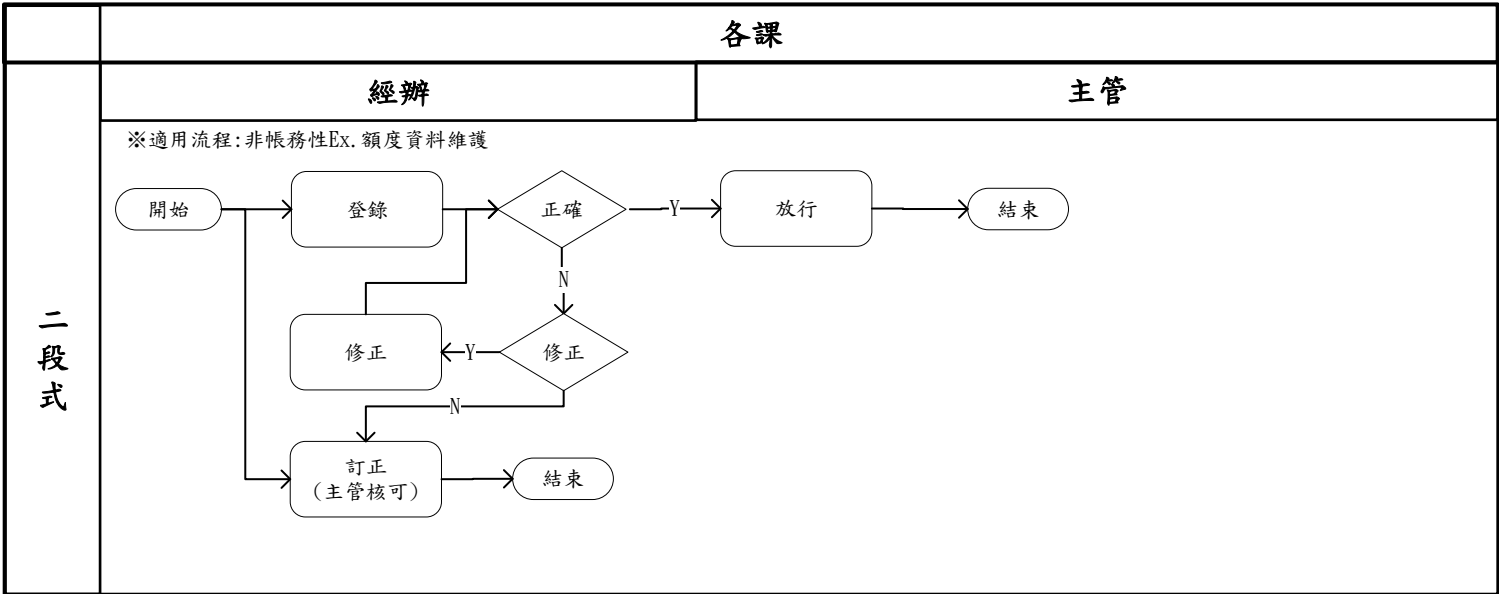 各課
經辦
主管
※適用流程:非帳務性Ex.額度資料維護
開始
登錄
正確
Y
放行
結束
N
二段式
修正
Y
修正
N
訂正
(主管核可)
結束